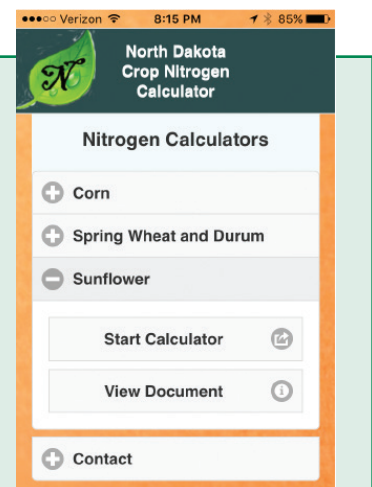 Verizon 8:15 PM 85%
N
North Dakota
Crop Nitrogen
Calculator
Nitrogen Calculators
Corn
Spring Wheat and Durum
Sunflower
Start Calculator
View Document
Contact